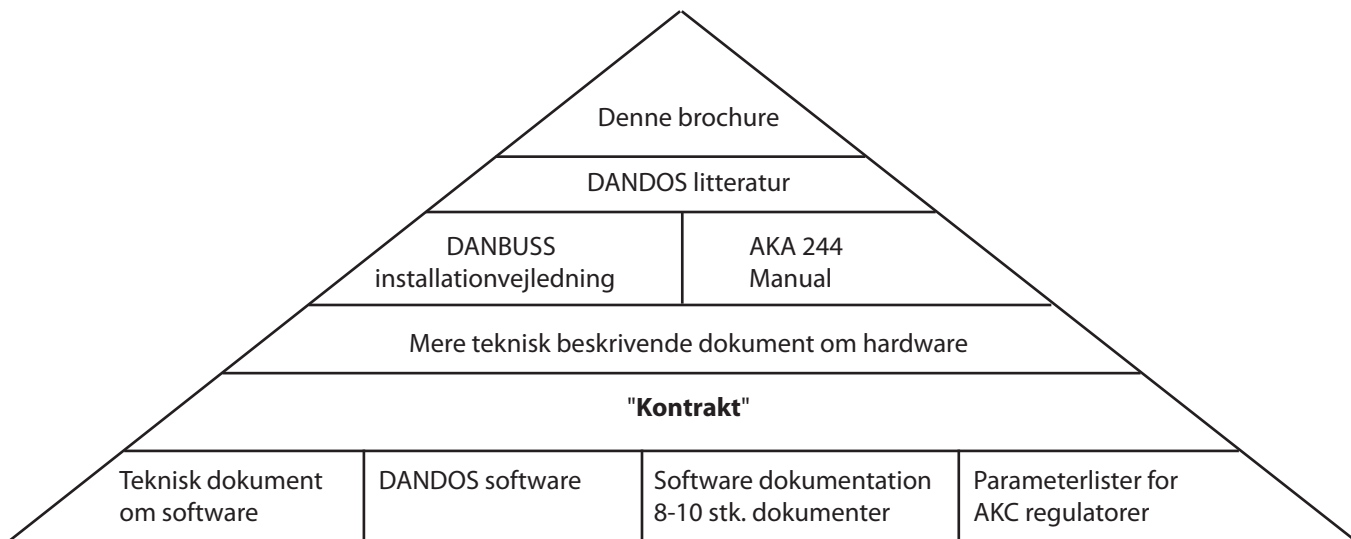 Denne brochure
DANDOS litteratur
DANBUSS
installationvejledning
AKA 244
Manual
Mere teknisk beskrivende dokument om hardware
"Kontrakt"
Teknisk dokument
om software
DANDOS software
Software dokumentation
8-10 stk. dokumenter
Parameterlister for
AKC regulatorer